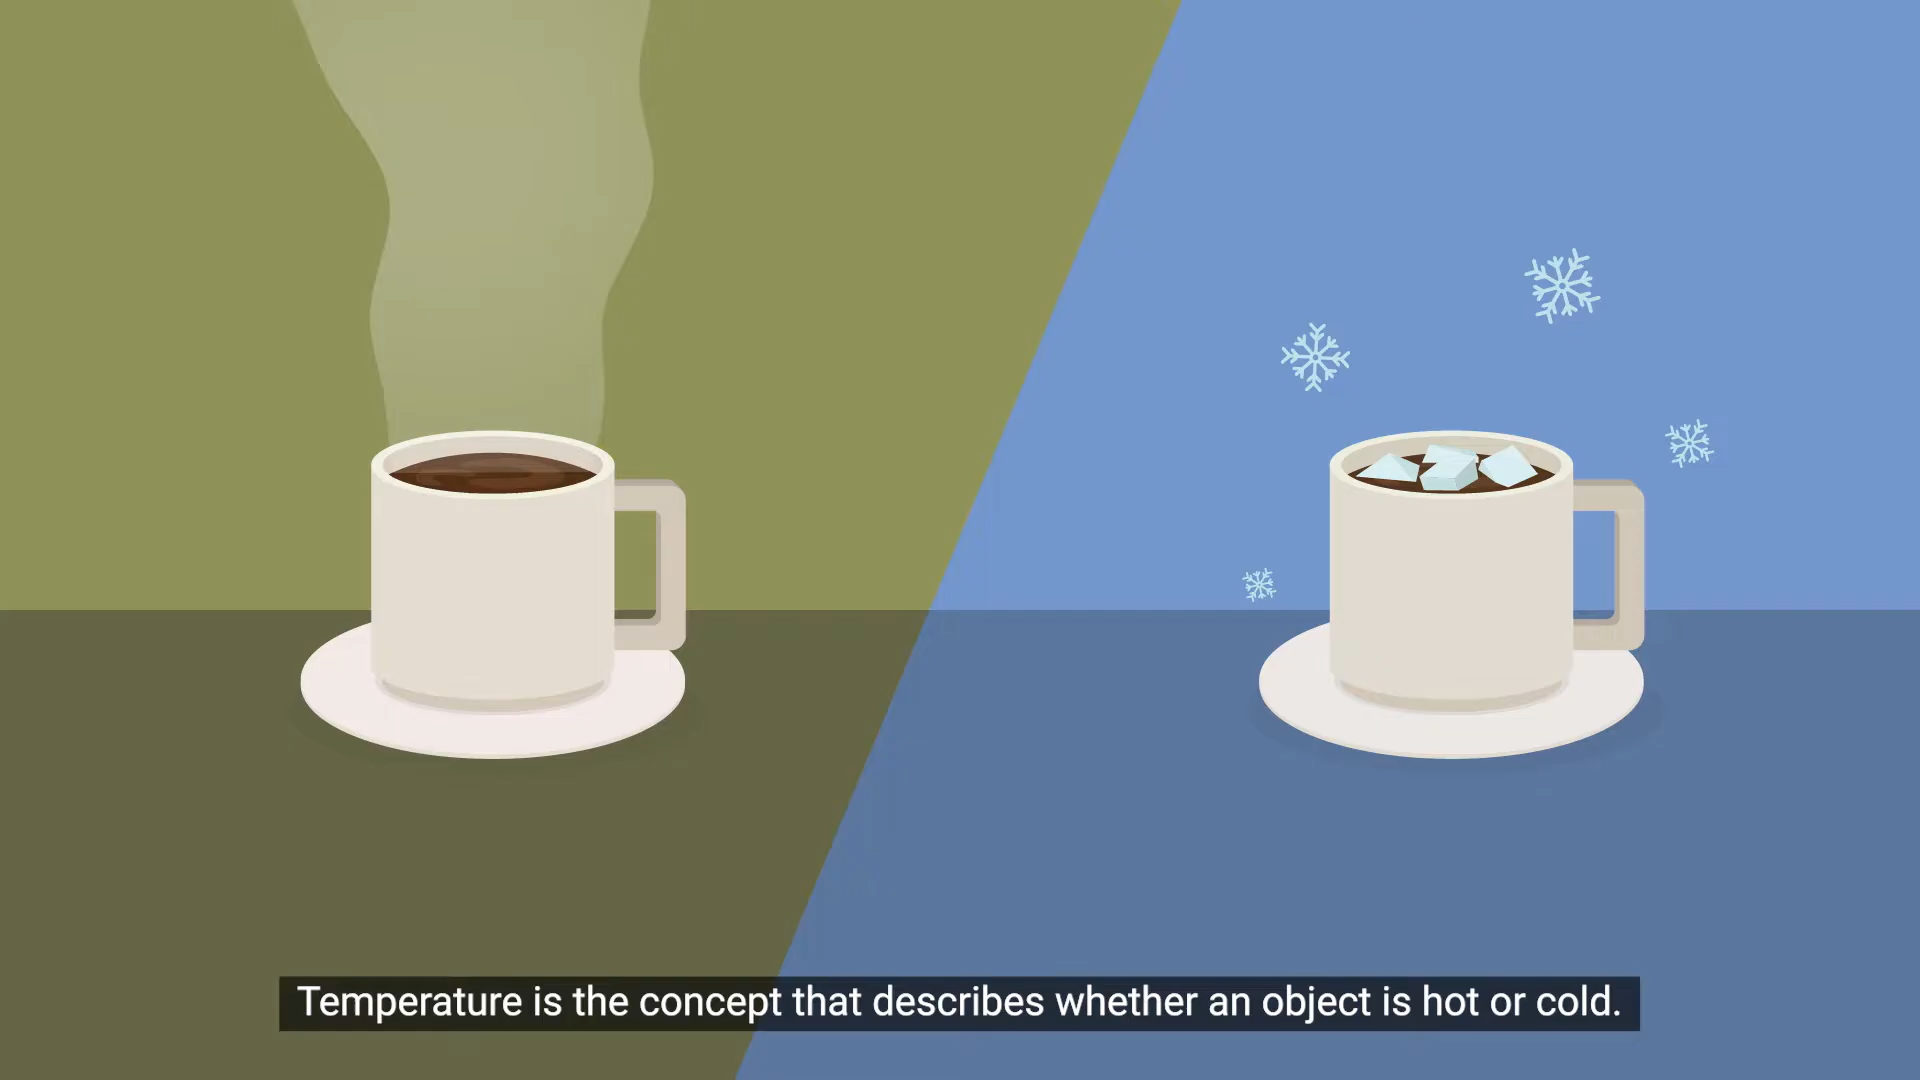 Temperature is the concept that describes whether an object is hot or cold.